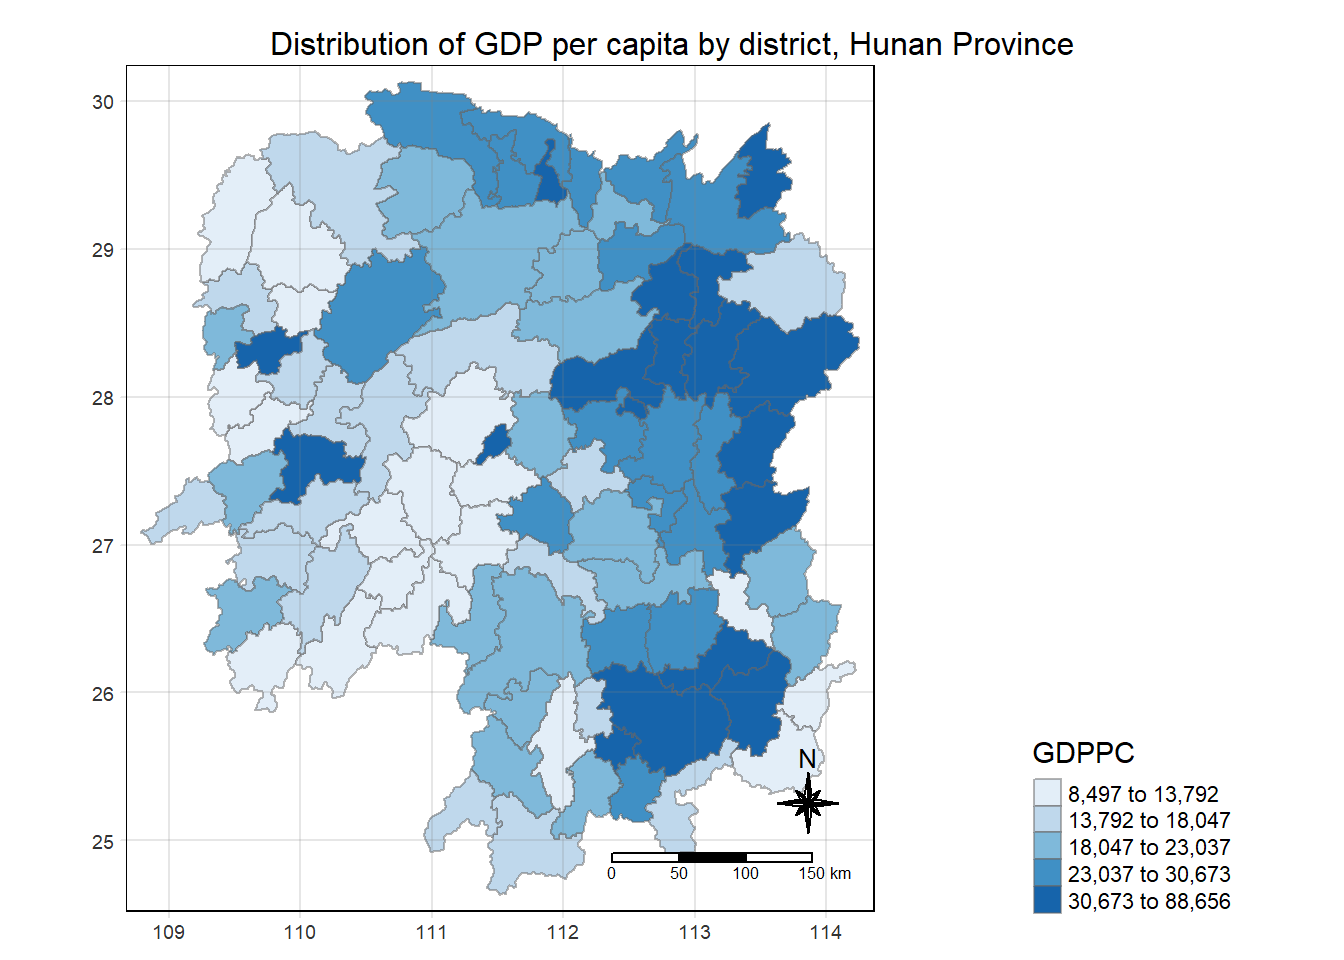 Distribution of GDP per capita by district, Hunan Province
30
29
28
27
26
25
109 110 111 112 113 114
N
0 50 100 150 km
GDPPC
8,497 to 13,792
13,792 to 18,047
18,047 to 23,037
23,037 to 30,673
30,673 to 88,656